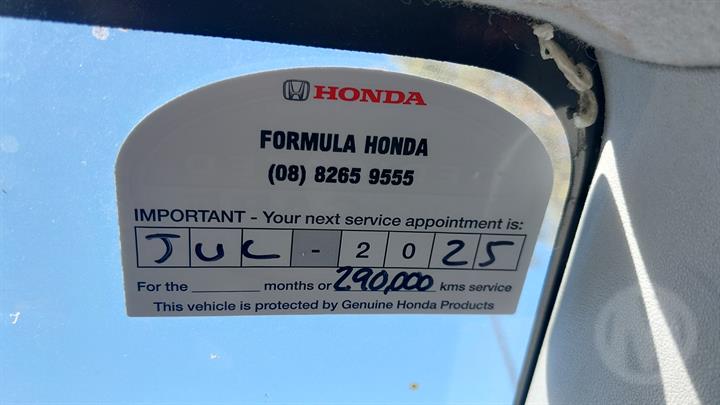 HONDA
FORMULA HONDA
(08) 8265 9555
IMPORTANT - Your next service appointment is:
JUL - 2025
For the ______ months or 290,000 kms service
This vehicle is protected by Genuine Honda Products